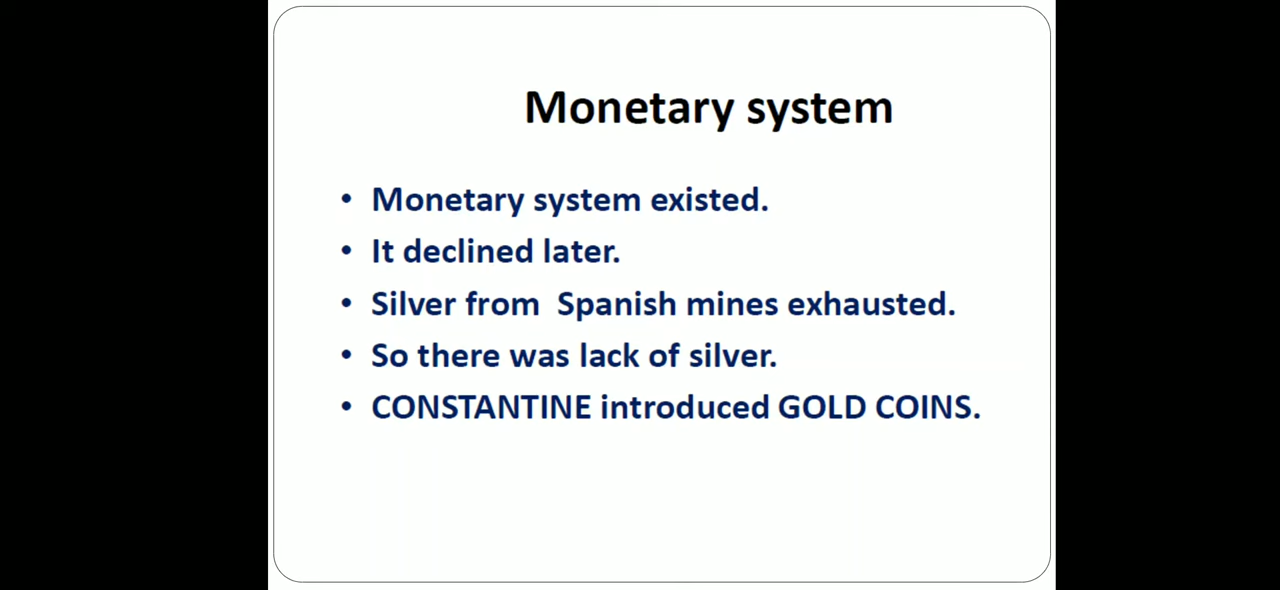 Monetary system
• Monetary system existed.
• It declined later.
• Silver from  Spanish mines exhausted.
• So there was lack of silver.
• CONSTANTINE introduced GOLD COINS.